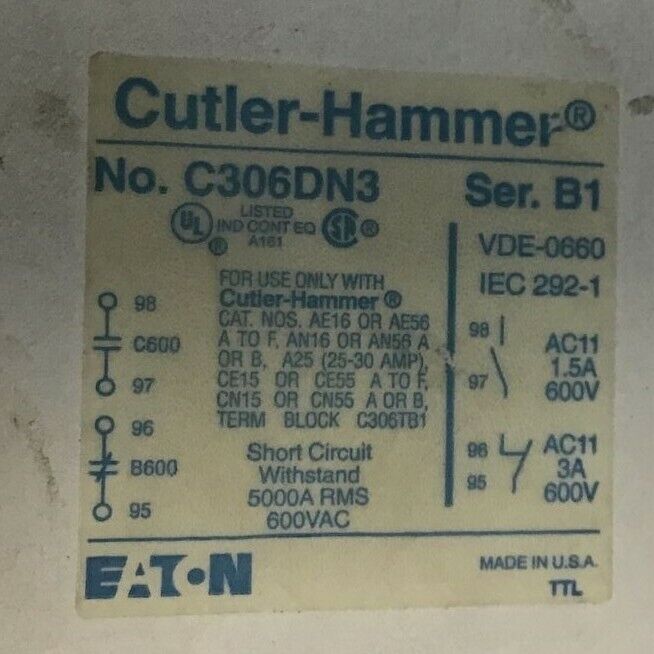 Cutler-Hammer®
No. C306DN3
Ser. B1
UL ®
LISTED
IND CONT EQ
A161
SA ®
VDE-0660
IEC 292-1
98
C600
97
96
B600
95
FOR USE ONLY WITH
Cutler-Hammer®
CAT. NOS. AE16 OR AE56
A TO F, AN16 OR AN56 A
OR B, A25 (25-30 AMP),
CE15 OR CE55 A TO F,
CN15 OR CN55 A OR B,
TERM BLOCK C306TB1
Short Circuit
Withstand
5000A RMS
600VAC
98
97
AC11
1.5A
600V
96
95
AC11
3A
600V
EATON
MADE IN U.S.A.
TTL